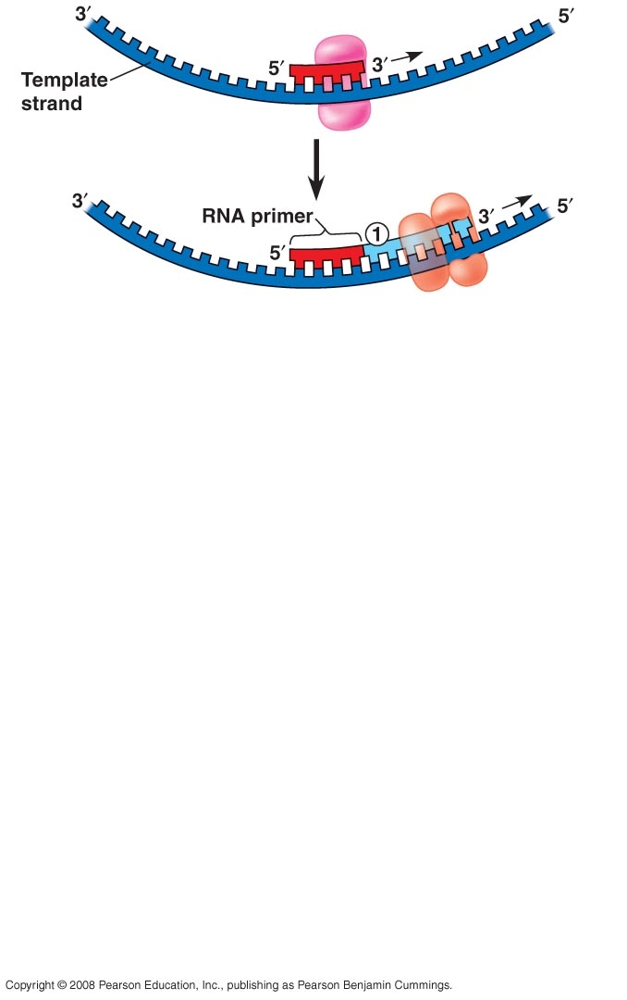 3′ 5′
5′ 3′
Template
strand
3′ 5′
RNA primer 1 3′
5′
Copyright © 2008 Pearson Education, Inc., publishing as Pearson Benjamin Cummings.